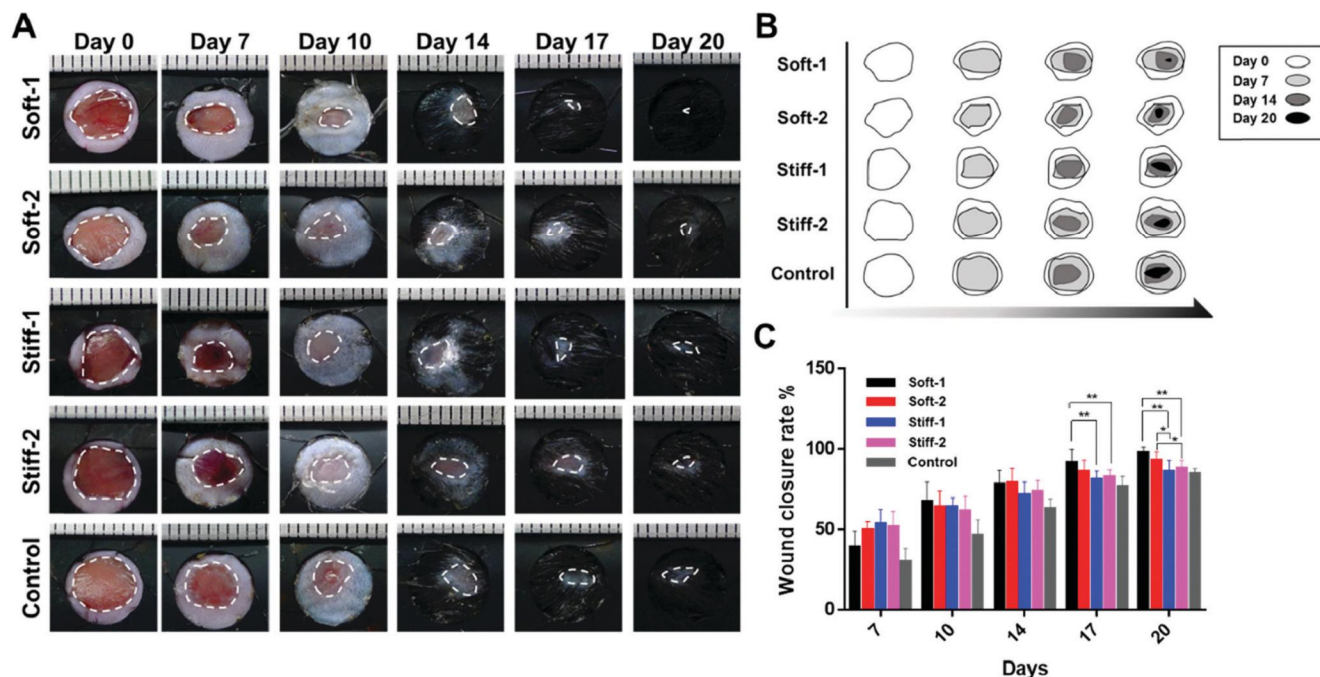 A
Day 0 Day 7 Day 10 Day 14 Day 17 Day 20
Soft-1
Soft-2
Stiff-1
Stiff-2
Control
B
Soft-1
Soft-2
Stiff-1
Stiff-2
Control
Day 0
Day 7
Day 14
Day 20
C
Wound closure rate %
150
100
50
0
Soft-1
Soft-2
Stiff-1
Stiff-2
Control
** ** ** ** * *
7 10 14 17 20
Days